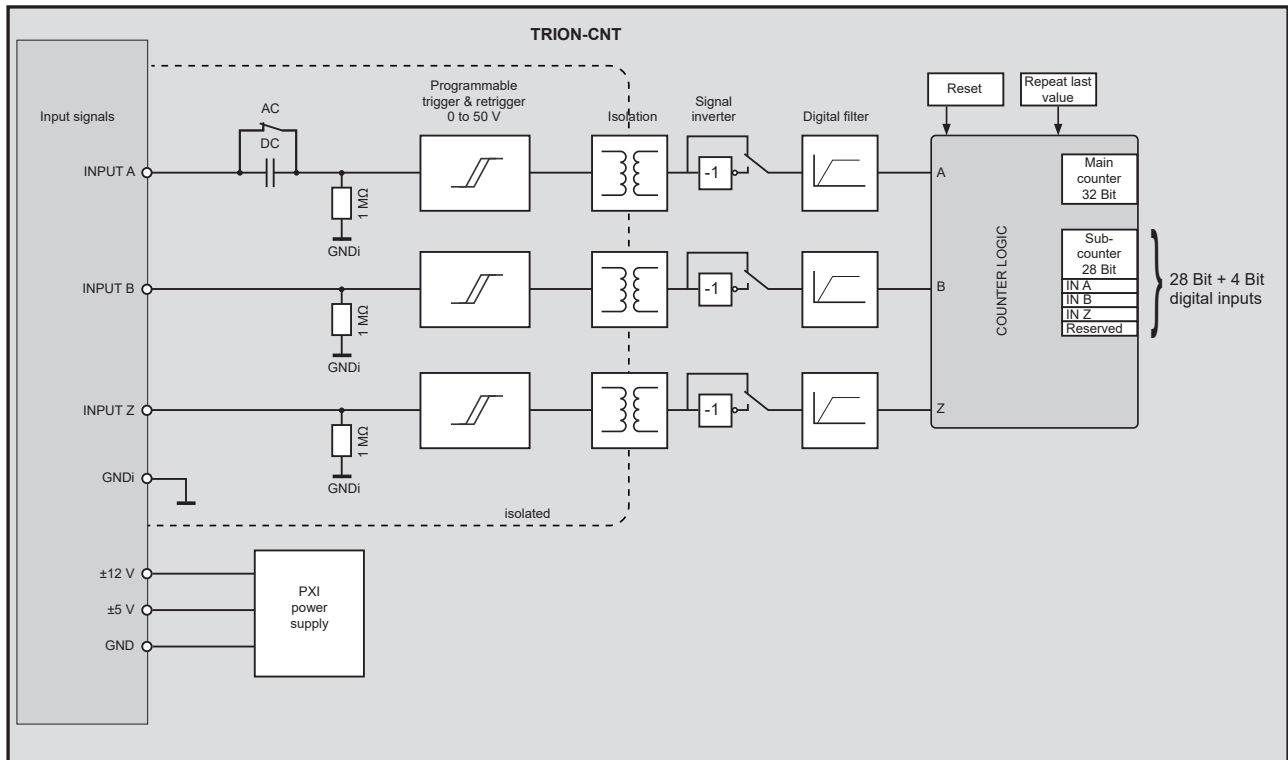 TRION-CNT
Input signals
AC
DC
Programmable
trigger & retrigger
0 to 50 V
Isolation
Signal
inverter
Digital filter
Reset
Repeat last
value
INPUT A
1 MΩ
GNDi
-1
A
Main
counter
32 Bit
COUNTER LOGIC
Sub-
counter
28 Bit
IN A
IN B
IN Z
Reserved
28 Bit + 4 Bit
digital inputs
INPUT B
1 MΩ
GNDi
-1
B
INPUT Z
1 MΩ
GNDi
-1
Z
GNDi
isolated
±12 V
±5 V
GND
PXI
power
supply